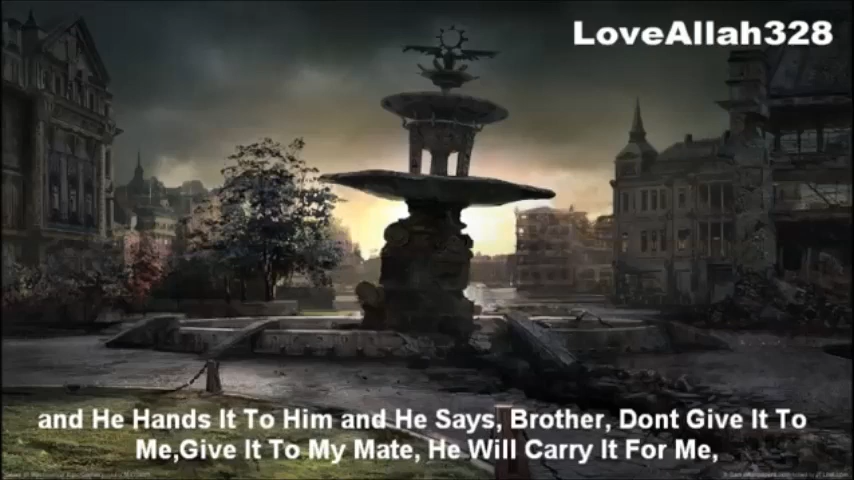 LoveAllah328
and He Hands It To Him and He Says, Brother, Dont Give It To
Me,Give It To My Mate, He Will Carry It For Me,